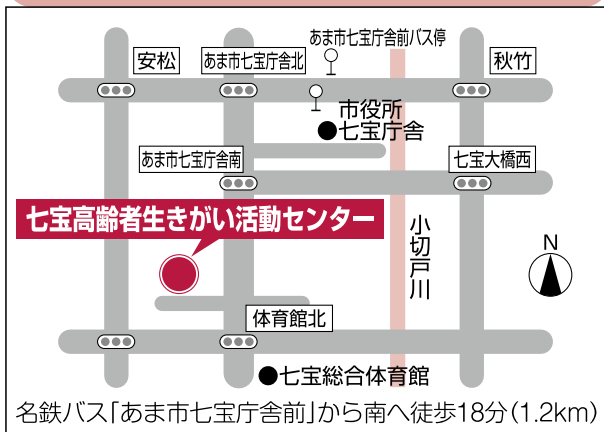 あま市七宝庁舎前バス停
安松
あま市七宝庁舎北
秋竹
市役所
七宝庁舎
あま市七宝庁舎南
七宝大橋西
七宝高齢者生きがい活動センター
小切戸川
N
体育館北
七宝総合体育館
名鉄バス「あま市七宝庁舎前」から南へ徒歩18分(1.2km)